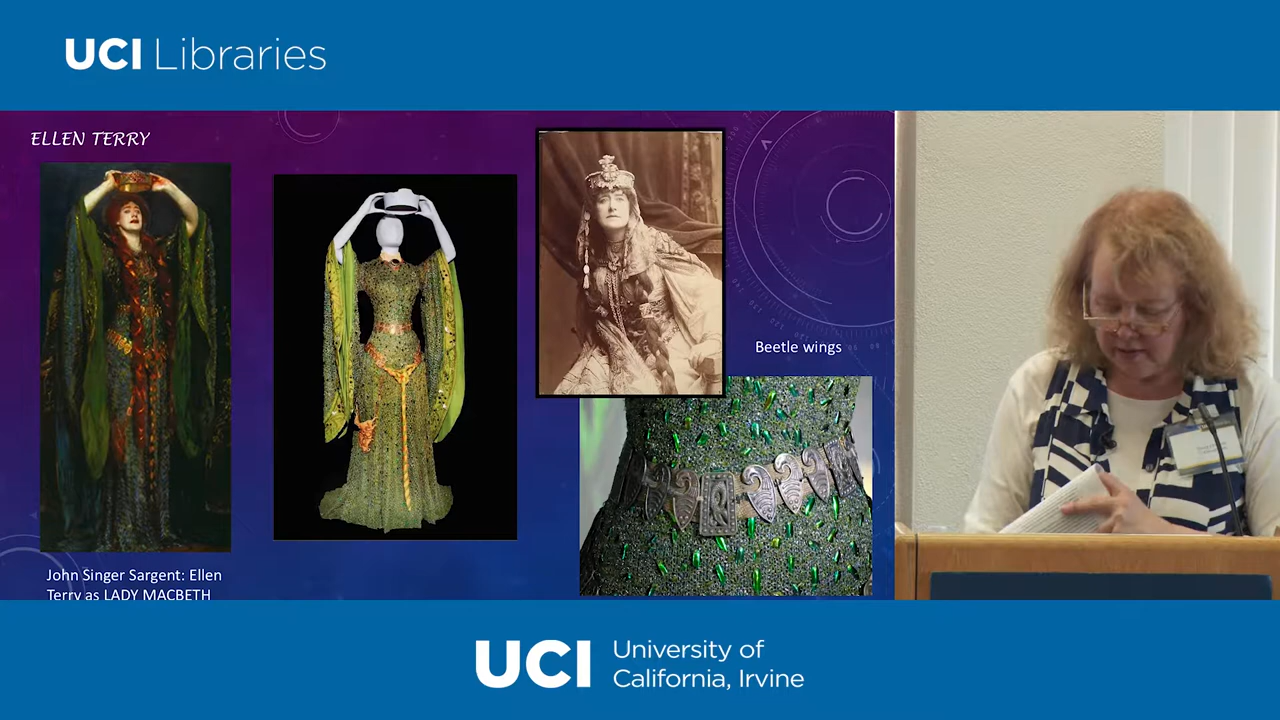 UCI Libraries
ELLEN TERRY
Beetle wings
John Singer Sargent: Ellen
Terry as LADY MACBETH
UCI University of
California, Irvine